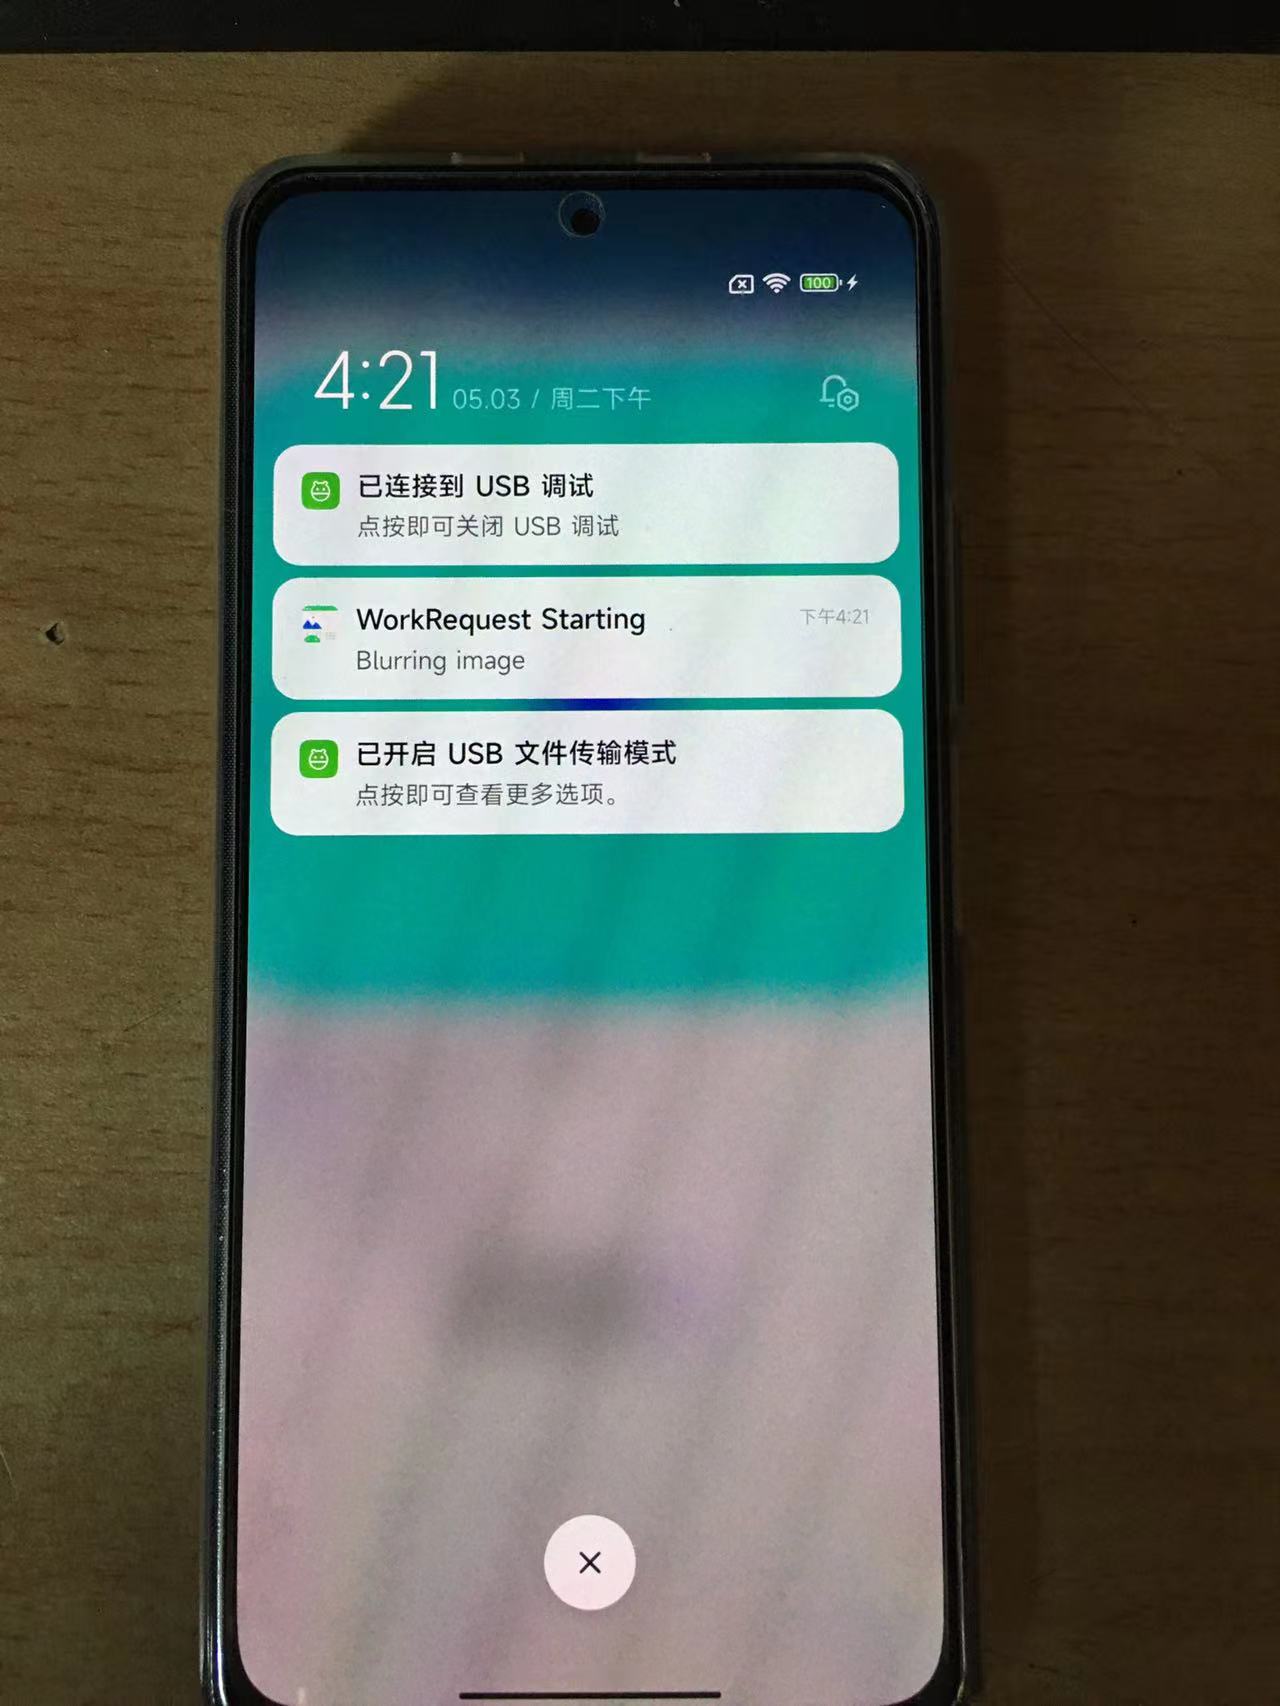 100
4:21 05.03 / 周二下午
已连接到 USB 调试
点按即可关闭 USB 调试
WorkRequest Starting 下午4:21
Blurring image
已开启 USB 文件传输模式
点按即可查看更多选项。